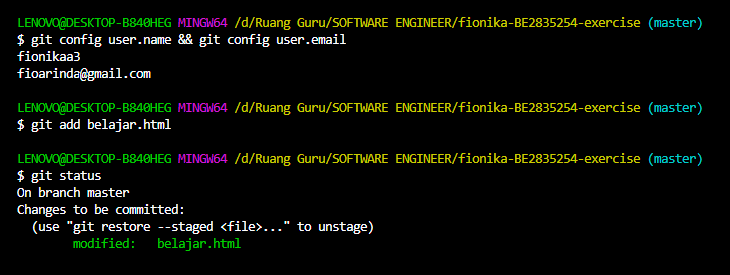 LENOVO@DESKTOP-B840HEG MINGW64 /d/Ruang Guru/SOFTWARE ENGINEER/fionika-BE2835254-exercise (master)
$ git config user.name && git config user.email
fionikaa3
fioarinda@gmail.com
LENOVO@DESKTOP-B840HEG MINGW64 /d/Ruang Guru/SOFTWARE ENGINEER/fionika-BE2835254-exercise (master)
$ git add belajar.html
LENOVO@DESKTOP-B840HEG MINGW64 /d/Ruang Guru/SOFTWARE ENGINEER/fionika-BE2835254-exercise (master)
$ git status
On branch master
Changes to be committed:
  (use "git restore --staged <file>..." to unstage)
        modified:   belajar.html